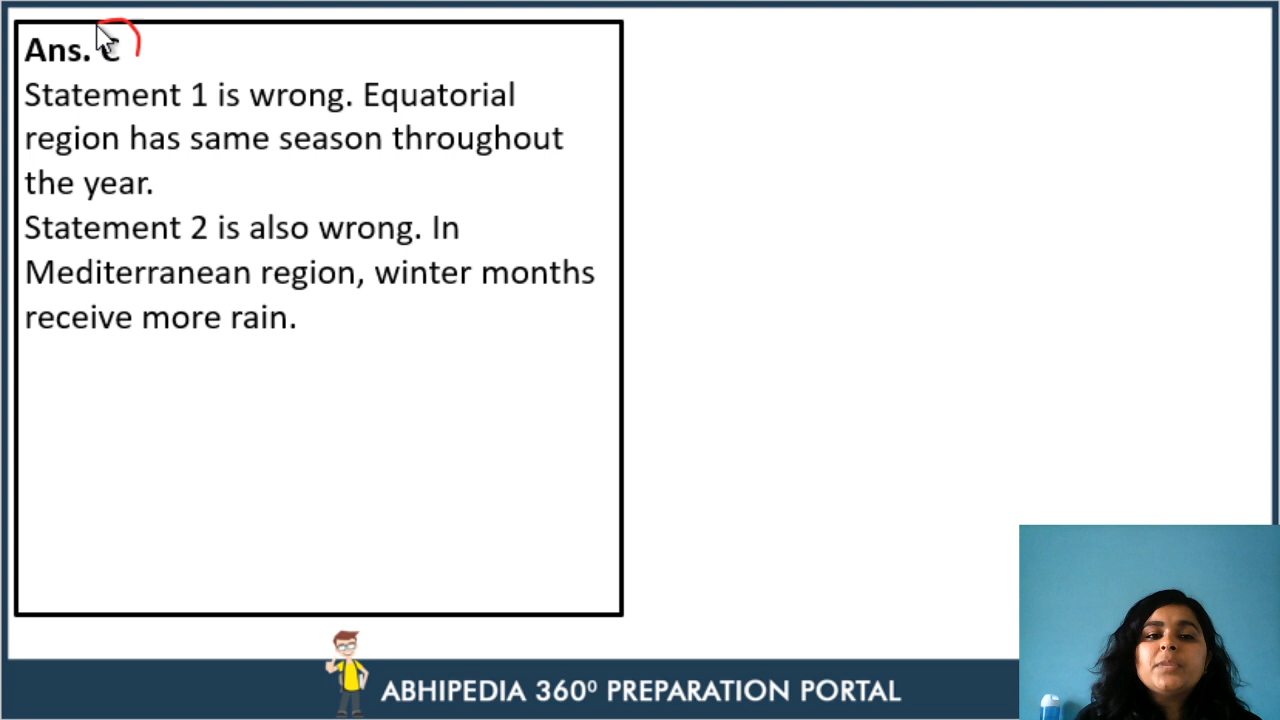 Ans. C
Statement 1 is wrong. Equatorial
region has same season throughout
the year.
Statement 2 is also wrong. In
Mediterranean region, winter months
receive more rain.
ABHIPEDIA 360⁰ PREPARATION PORTAL